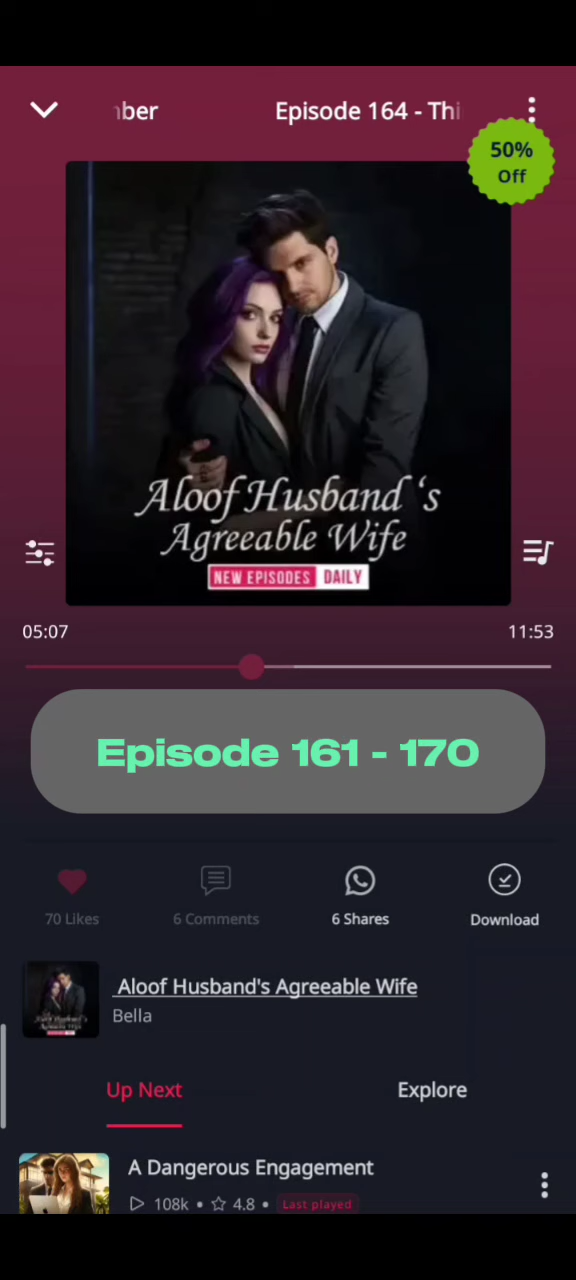 ber
Episode 164 - Thi
50%
Off
Aloof Husband 's
Agreeable Wife
NEW EPISODES DAILY
05:07
11:53
Episode 161 - 170
70 Likes
6 Comments
6 Shares
Download
Aloof Husband's Agreeable Wife
Bella
Up Next
Explore
A Dangerous Engagement
108k • 4.8 • Last played